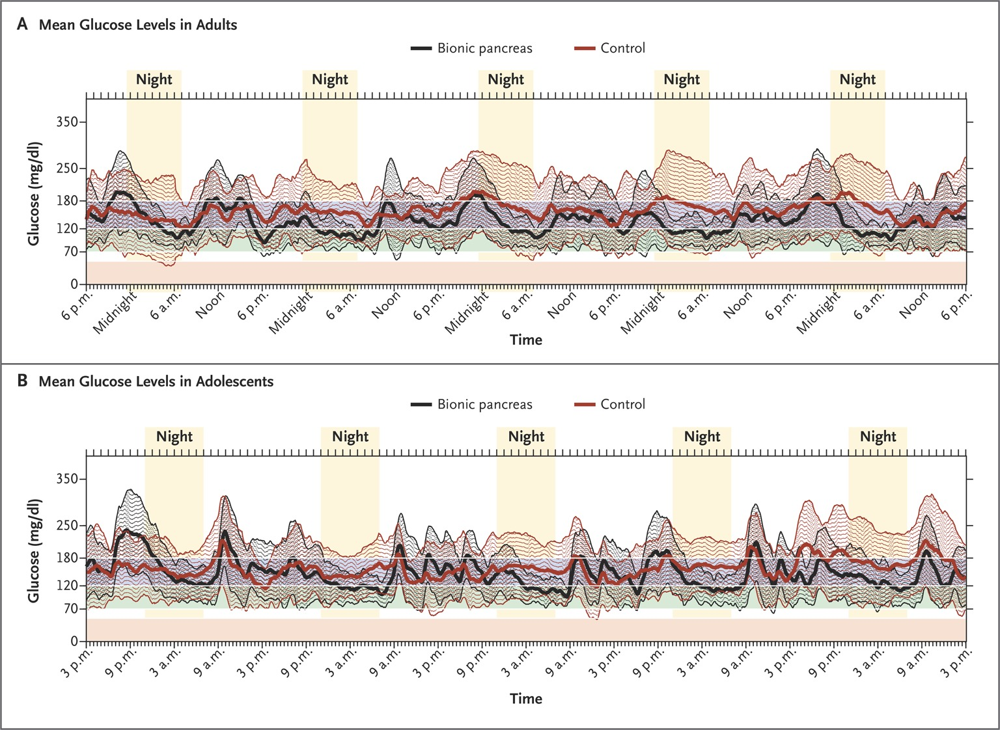 A Mean Glucose Levels in Adults
Bionic pancreas Control
Night Night Night Night Night
350
250
180
120
70
0
Glucose (mg/dl)
6 p.m. Midnight 6 a.m. Noon 6 p.m. Midnight 6 a.m. Noon 6 p.m. Midnight 6 a.m. Noon 6 p.m. Midnight 6 a.m. Noon 6 p.m. Midnight 6 a.m. Noon 6 p.m.
Time
B Mean Glucose Levels in Adolescents
Bionic pancreas Control
Night Night Night Night Night
350
250
180
120
70
0
Glucose (mg/dl)
3 p.m. 9 p.m. 3 a.m. 9 a.m. 3 p.m. 9 p.m. 3 a.m. 9 a.m. 3 p.m. 9 p.m. 3 a.m. 9 a.m. 3 p.m. 9 p.m. 3 a.m. 9 a.m. 3 p.m. 9 p.m. 3 a.m. 9 a.m. 3 p.m.
Time